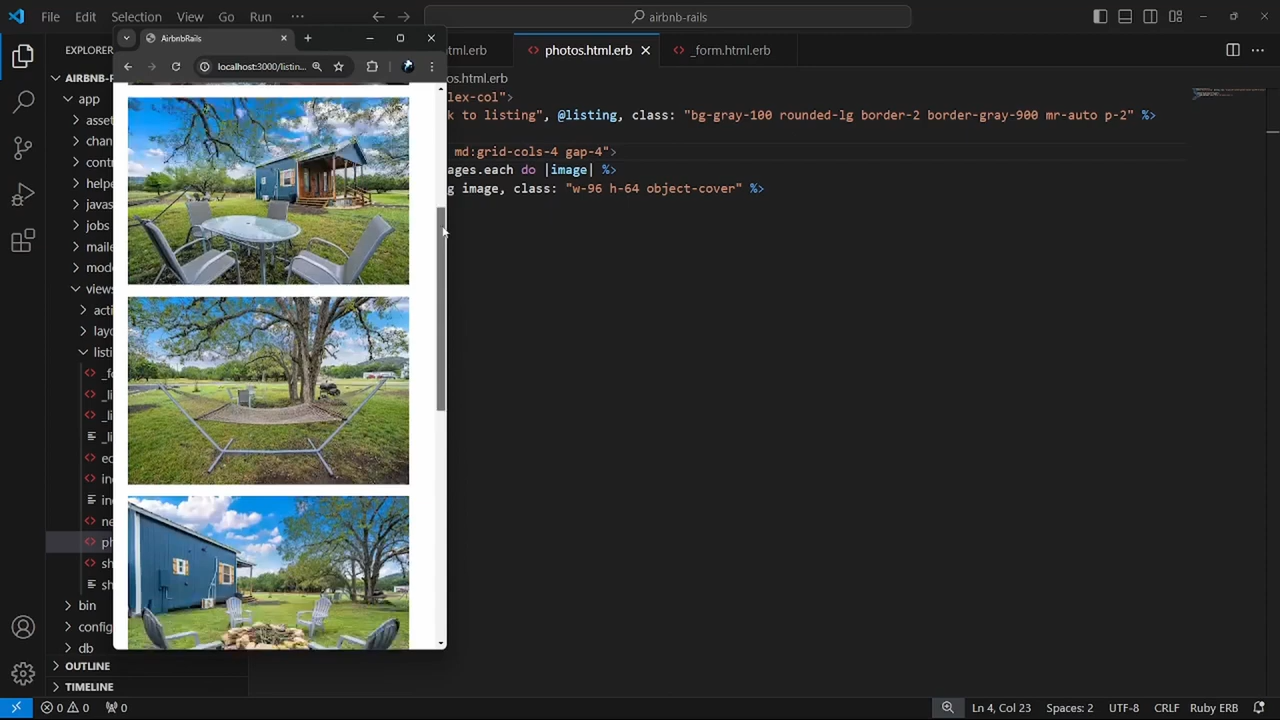 File Edit Selection View Go Run ··· airbnb-rails
EXPLORER
tml.erb photos.html.erb _form.html.erb
AirbnbRails
localhost:3000/listin...
os.html.erb
AIRBNB-R
app
asset
chan
contr
helpe
javas
jobs
maile
mode
views
acti
layo
listi
_fo
_li
_li
_li
ed
in
in
ne
ph
sh
sh
bin
config
db
OUTLINE
TIMELINE
lex-col">
k to listing", @listing, class: "bg-gray-100 rounded-lg border-2 border-gray-900 mr-auto p-2" %>
md:grid-cols-4 gap-4">
ages.each do |image| %>
g image, class: "w-96 h-64 object-cover" %>
0 0 0 Ln 4, Col 23 Spaces: 2 UTF-8 CRLF Ruby ERB